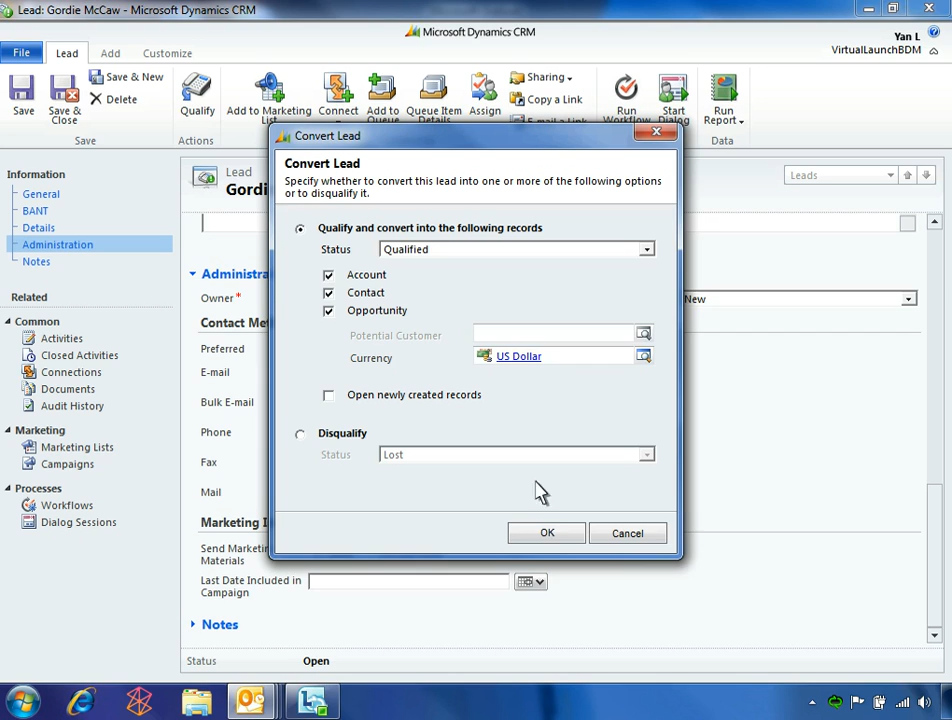 Lead: Gordie McCaw - Microsoft Dynamics CRM
Microsoft Dynamics CRM
Yan L
VirtualLaunchBDM
File
Lead
Add
Customize
Save
Save &
Close
Save & New
Delete
Save
Qualify
Actions
Add to Marketing
List
Connect
Add to
Queue
Queue Item
Details
Assign
Sharing
Copy a Link
E-mail a Link
Run
Workflow
Start
Dialog
Run
Report
Data
Information
General
BANT
Details
Administration
Notes
Related
Common
Activities
Closed Activities
Connections
Documents
Audit History
Marketing
Marketing Lists
Campaigns
Processes
Workflows
Dialog Sessions
Lead
Gordie
Leads
Administra
Owner *
New
Contact Met
Preferred
E-mail
Bulk E-mail
Phone
Fax
Mail
Marketing I
Send Marketin
Materials
Last Date Included in
Campaign
Notes
Status
Open
Convert Lead
Convert Lead
Specify whether to convert this lead into one or more of the following options
or to disqualify it.
Qualify and convert into the following records
Status
Qualified
Account
Contact
Opportunity
Potential Customer
Currency
US Dollar
Open newly created records
Disqualify
Status
Lost
OK
Cancel